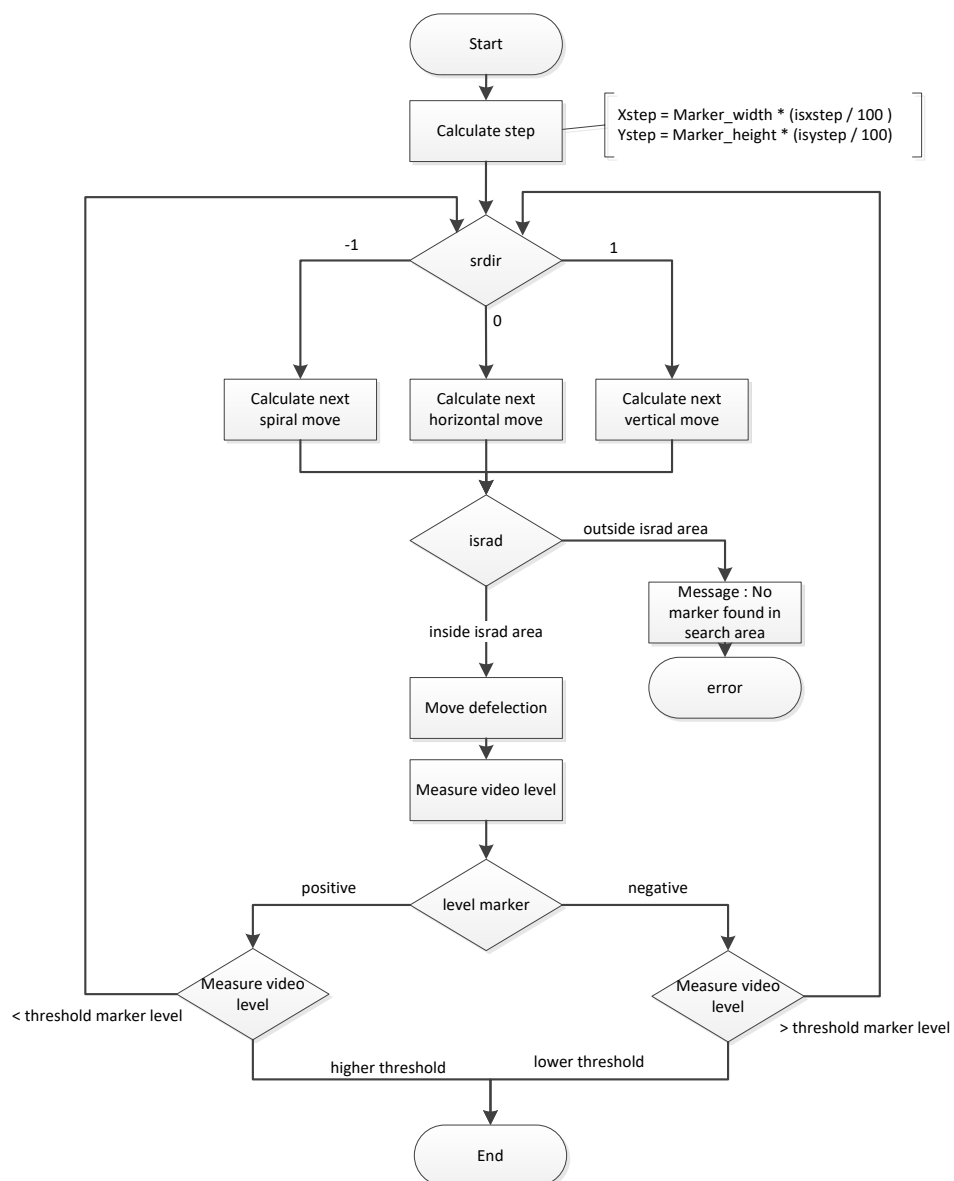 Start
Calculate step
Xstep = Marker_width * (isxstep / 100 )
Ystep = Marker_height * (isystep / 100)
-1
srdir
1
0
Calculate next
spiral move
Calculate next
horizontal move
Calculate next
vertical move
israd
outside israd area
Message : No
marker found in
search area
inside israd area
error
Move defelection
Measure video level
positive
level marker
negative
Measure video
level
Measure video
level
< threshold marker level
> threshold marker level
higher threshold
lower threshold
End